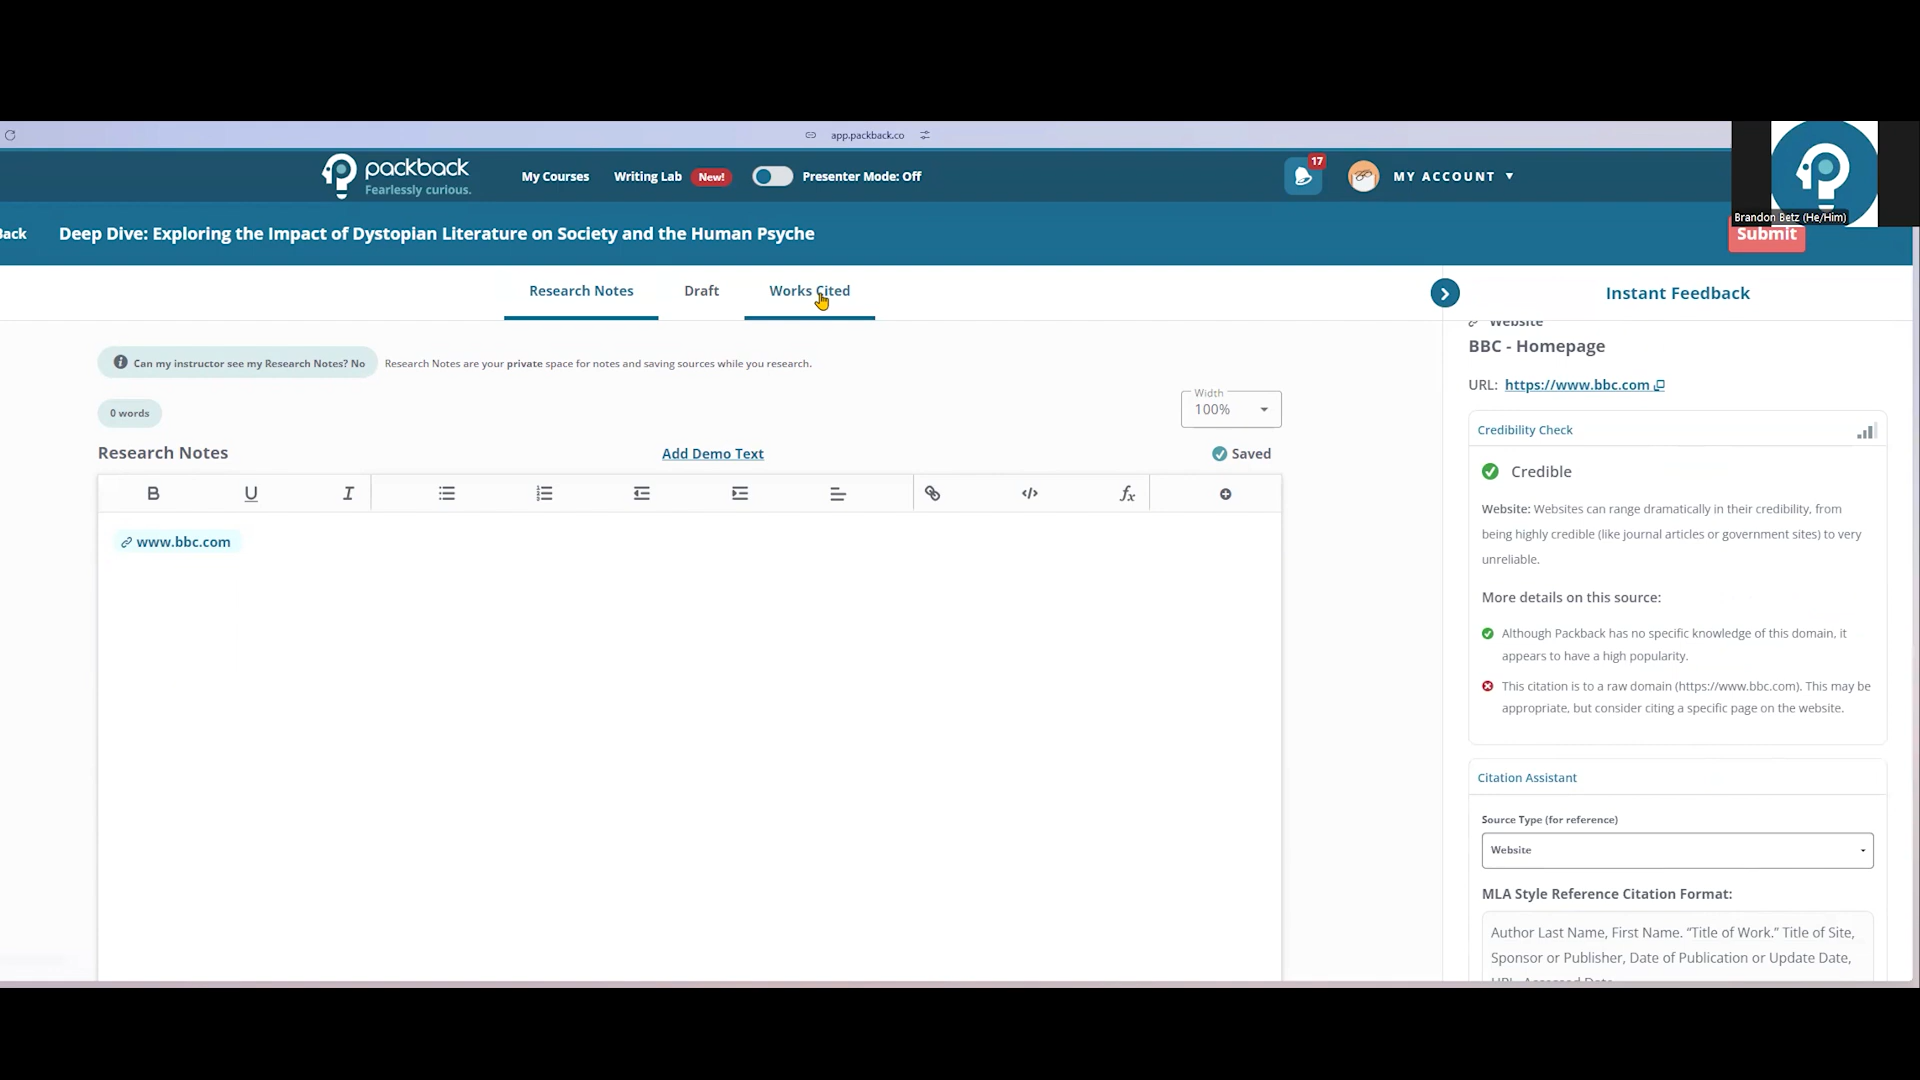 app.packback.co
packback
Fearlessly curious.
My Courses
Writing Lab
New!
Presenter Mode: Off
17
MY ACCOUNT
Brandon Betz (He/Him)
Back
Deep Dive: Exploring the Impact of Dystopian Literature on Society and the Human Psyche
Submit
Research Notes
Draft
Works Cited
Instant Feedback
Can my instructor see my Research Notes? No
Research Notes are your private space for notes and saving sources while you research.
0 words
Width
100%
Research Notes
Add Demo Text
Saved
B U I
fx
www.bbc.com
Website
BBC - Homepage
URL: https://www.bbc.com
Credibility Check
Credible
Website: Websites can range dramatically in their credibility, from
being highly credible (like journal articles or government sites) to very
unreliable.
More details on this source:
Although Packback has no specific knowledge of this domain, it
appears to have a high popularity.
This citation is to a raw domain (https://www.bbc.com). This may be
appropriate, but consider citing a specific page on the website.
Citation Assistant
Source Type (for reference)
Website
MLA Style Reference Citation Format:
Author Last Name, First Name. “Title of Work.” Title of Site,
Sponsor or Publisher, Date of Publication or Update Date,
URL. Accessed Date.